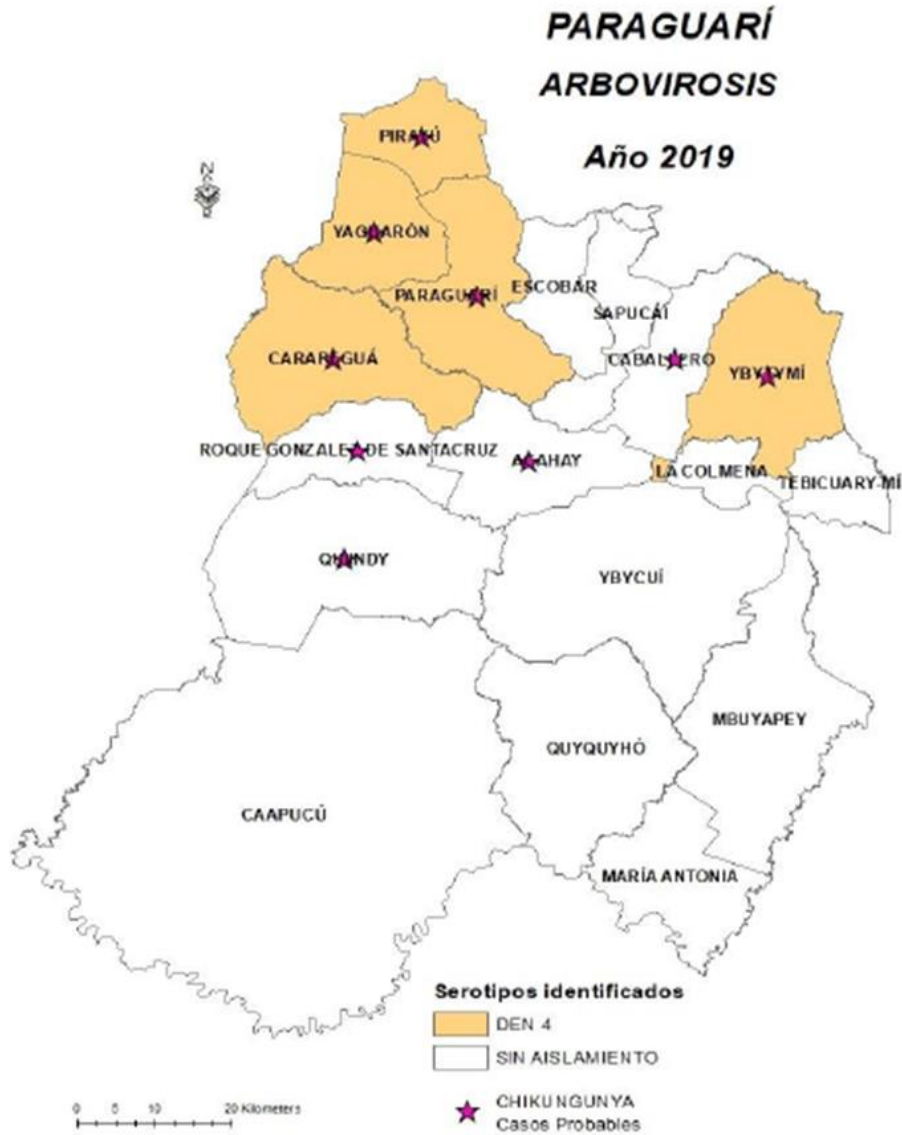 PARAGUARÍ
ARBOVIROSIS
Año 2019
N
PIRAYÚ
YAGUARÓN
PARAGUARÍ
ESCOBAR
SAPUCÁI
CARAPEGUÁ
CABALLERO
YBYTYMÍ
ROQUE GONZALEZ DE SANTACRUZ
ACAHAY
LA COLMENA
TEBICUARY-MÍ
QUIINDY
YBYCUÍ
MBUYAPEY
QUYQUYHÓ
CAAPUCÚ
MARÍA ANTONIA
Serotipos identificados
DEN 4
SIN AISLAMIENTO
CHIKUNGUNYA
Casos Probables
0 5 10 20 Kilometers